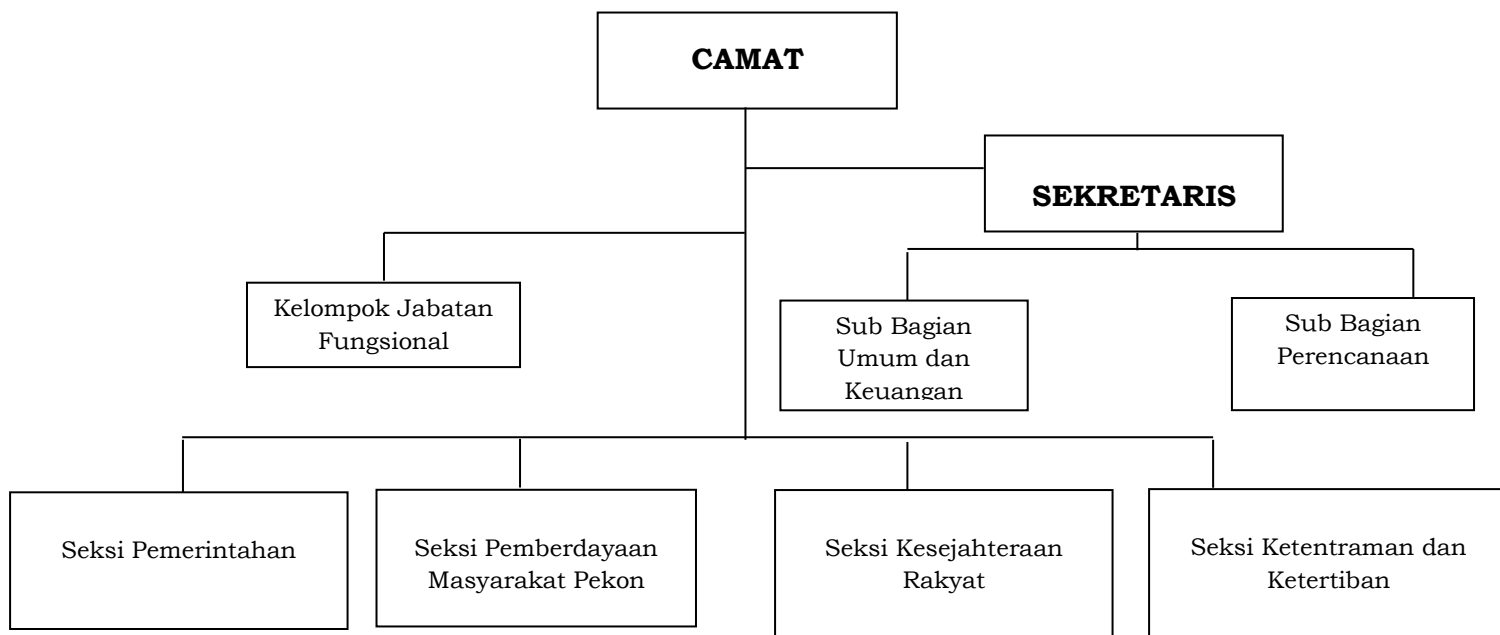 CAMAT
SEKRETARIS
Kelompok Jabatan
Fungsional
Sub Bagian
Umum dan
Keuangan
Sub Bagian
Perencanaan
Seksi Pemerintahan
Seksi Pemberdayaan
Masyarakat Pekon
Seksi Kesejahteraan
Rakyat
Seksi Ketentraman dan
Ketertiban